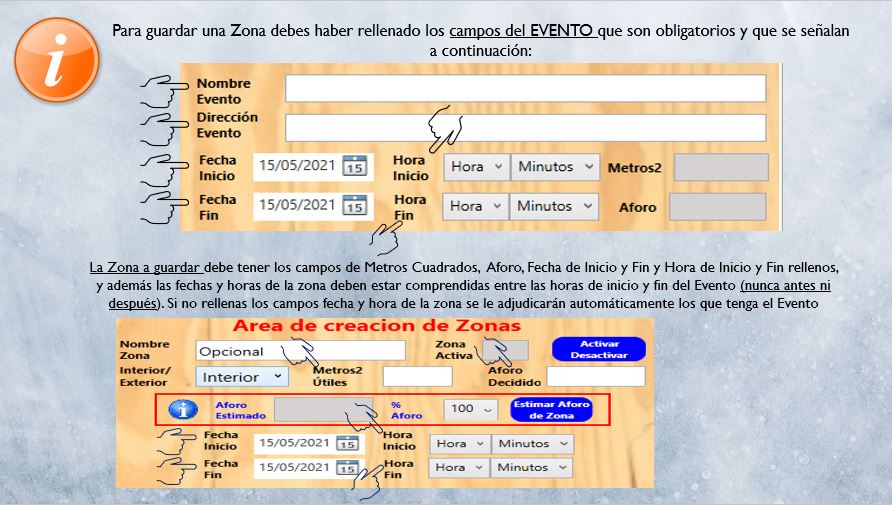 Para guardar una Zona debes haber rellenado los campos del EVENTO que son obligatorios y que se señalan
a continuación:
Nombre
Evento
Dirección
Evento
Fecha
Inicio
15/05/2021
15
Hora
Inicio
Hora
Minutos
Metros2
Fecha
Fin
15/05/2021
15
Hora
Fin
Hora
Minutos
Aforo
La Zona a guardar debe tener los campos de Metros Cuadrados, Aforo, Fecha de Inicio y Fin y Hora de Inicio y Fin rellenos,
y además las fechas y horas de la zona deben estar comprendidas entre las horas de inicio y fin del Evento (nunca antes ni
después). Si no rellenas los campos fecha y hora de la zona se le adjudicarán automáticamente los que tenga el Evento
Area de creacion de Zonas
Nombre
Zona
Opcional
Zona
Activa
Activar
Desactivar
Interior/
Exterior
Interior
Metros2
Útiles
Aforo
Decidido
i
Aforo
Estimado
%
Aforo
100
Estimar Aforo
de Zona
Fecha
Inicio
15/05/2021
15
Hora
Inicio
Hora
Minutos
Fecha
Fin
15/05/2021
15
Hora
Fin
Hora
Minutos